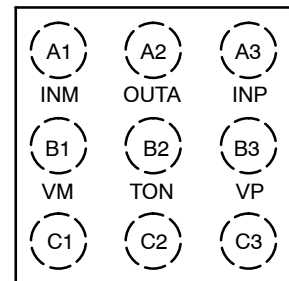 A1 A2 A3
INM OUTA INP
B1 B2 B3
VM TON VP
C1 C2 C3